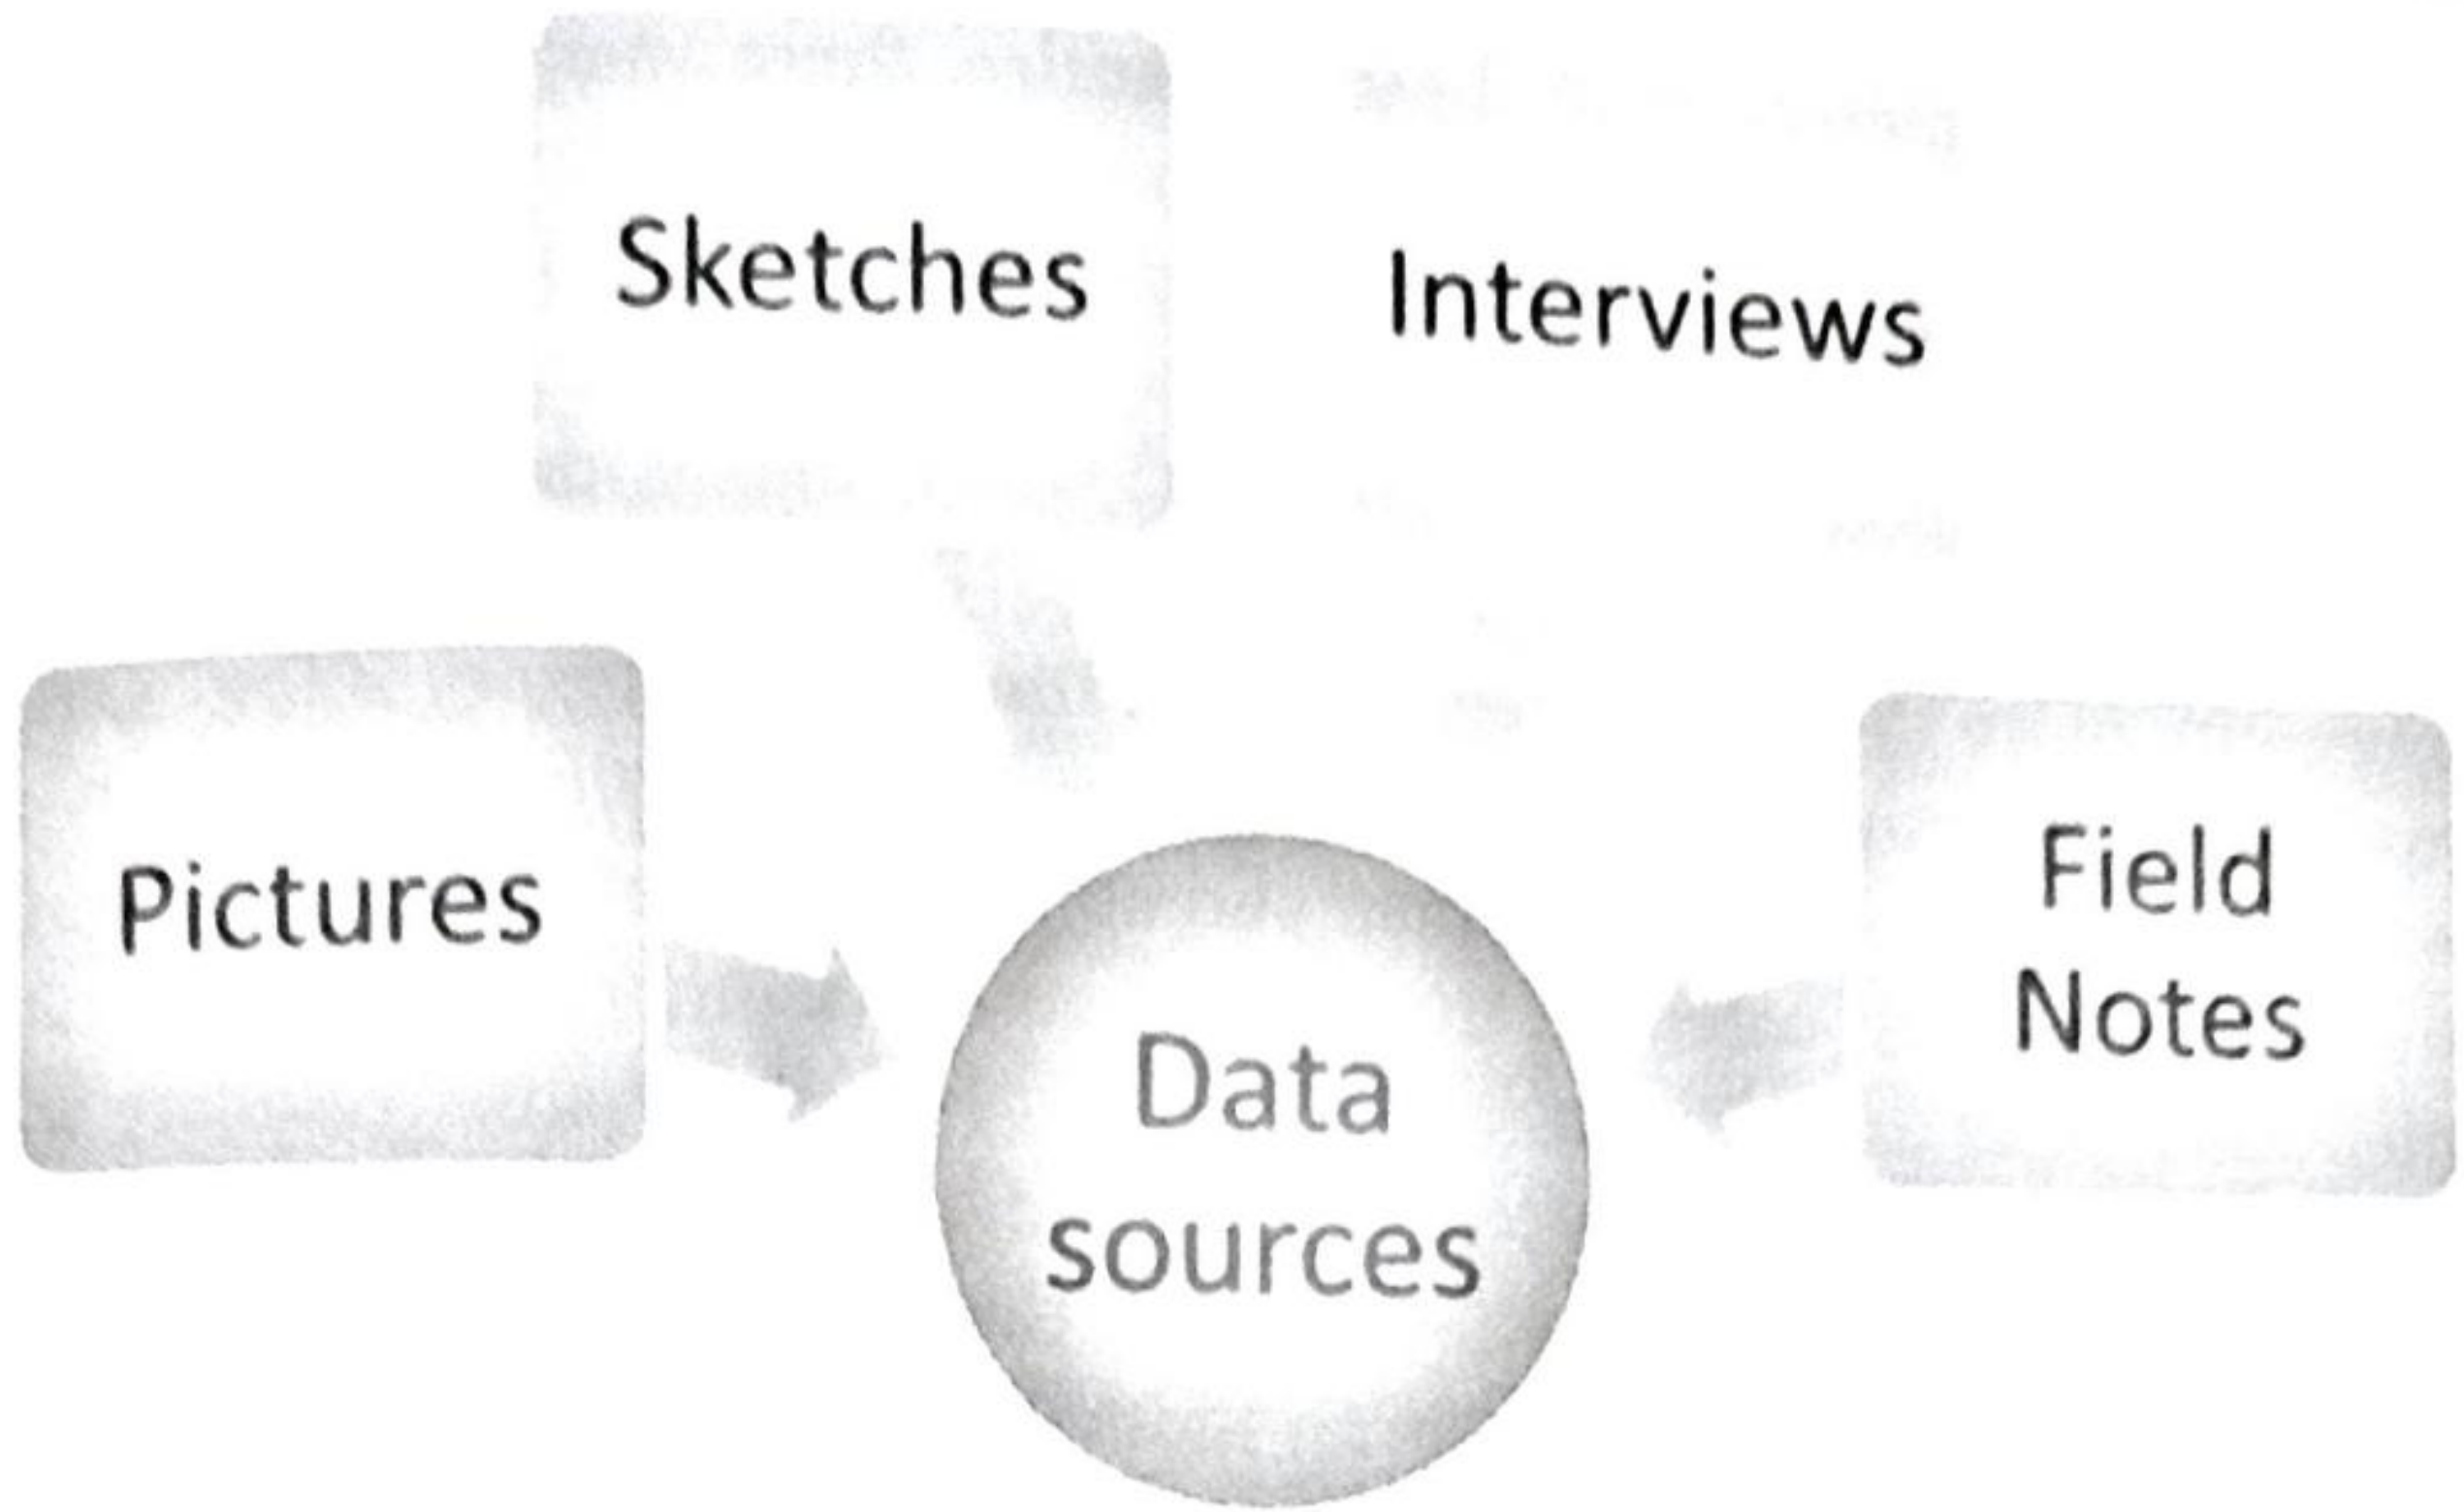 Sketches
Interviews
Pictures
Field
Notes
Data
sources